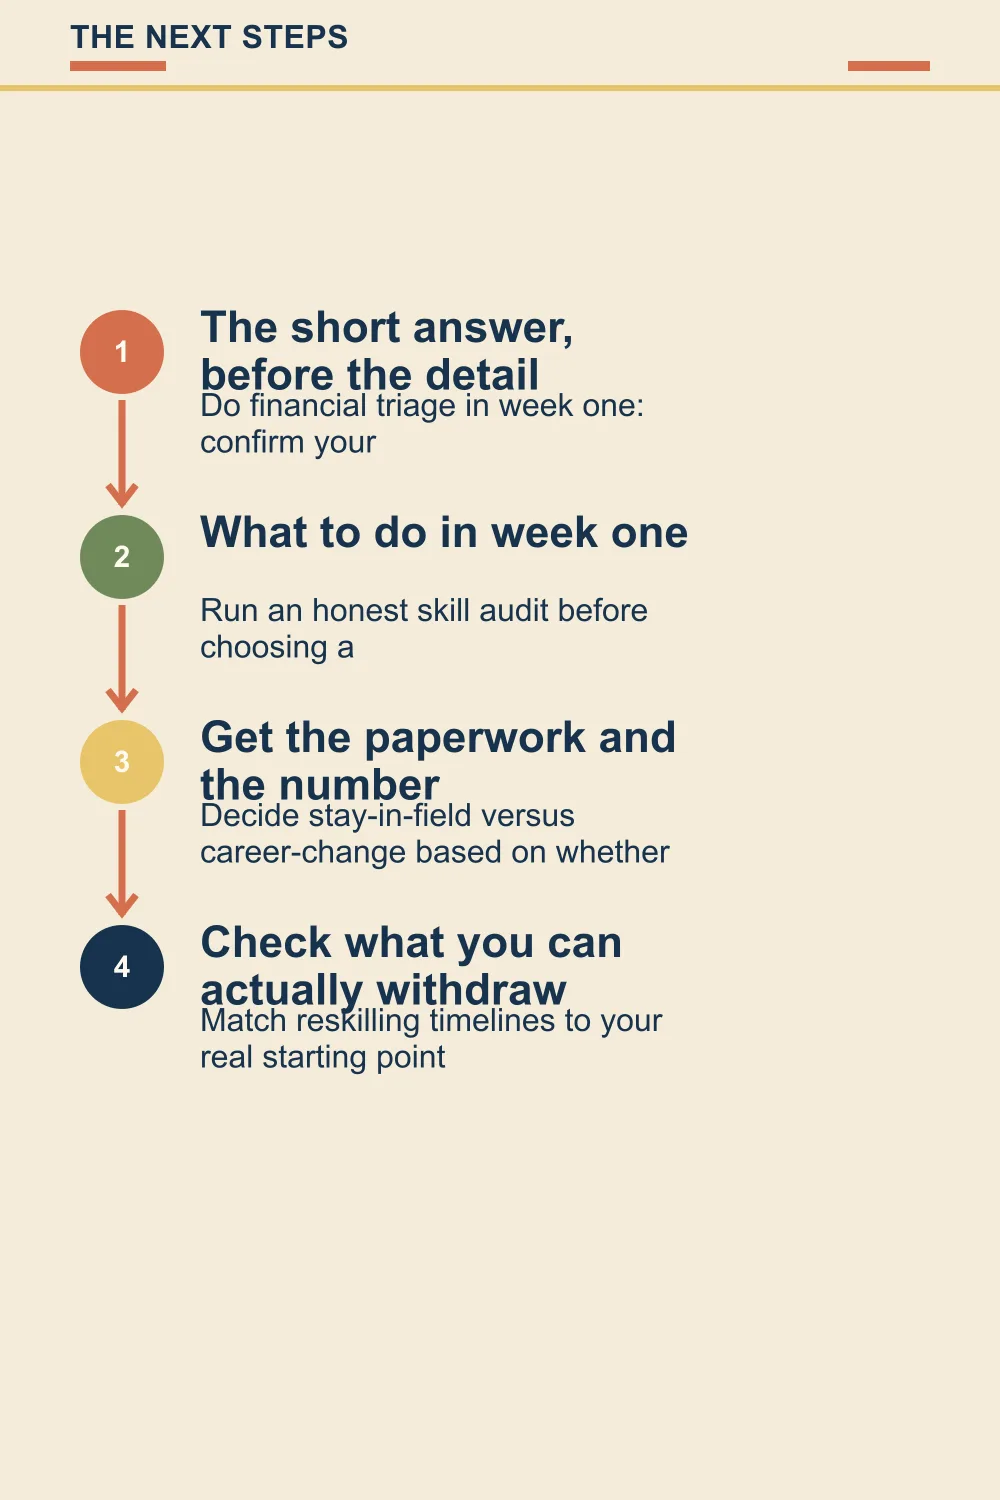 THE NEXT STEPS
1
The short answer,
before the detail
Do financial triage in week one:
confirm your
2
What to do in week one
Run an honest skill audit before
choosing a
3
Get the paperwork and
the number
Decide stay-in-field versus
career-change based on whether
4
Check what you can
actually withdraw
Match reskilling timelines to your
real starting point